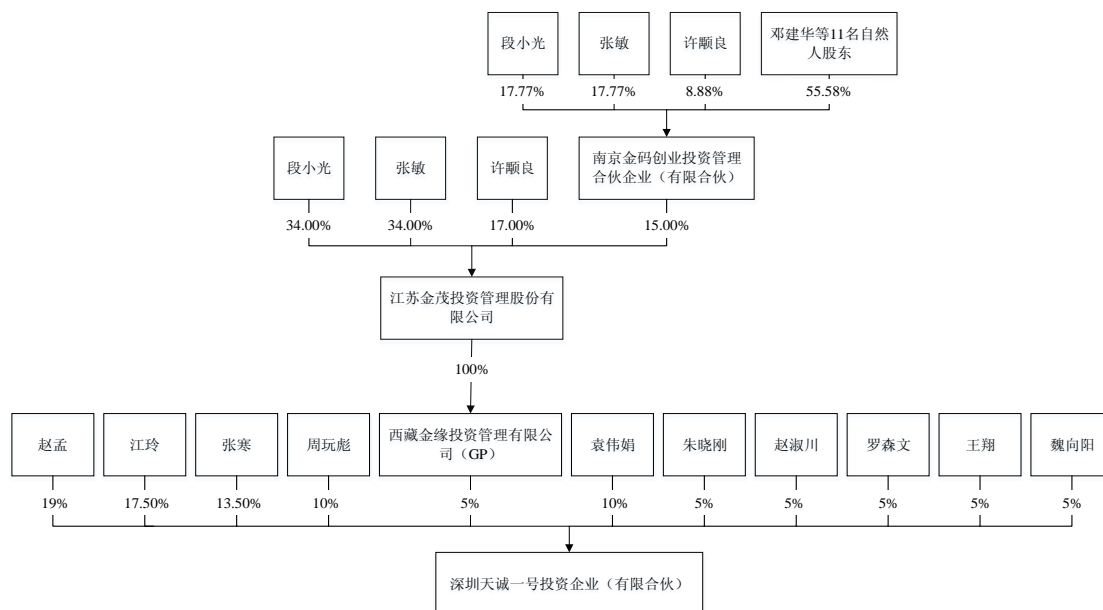 段小光
张敏
许颙良
邓建华等11名自然
人股东
17.77%
17.77%
8.88%
55.58%
段小光
张敏
许颙良
南京金码创业投资管理
合伙企业（有限合伙）
34.00%
34.00%
17.00%
15.00%
江苏金茂投资管理股份有
限公司
100%
赵孟
江玲
张寒
周玩彪
西藏金缘投资管理有限公
司（GP）
袁伟娟
朱晓刚
赵淑川
罗森文
王翔
魏向阳
19%
17.50%
13.50%
10%
5%
10%
5%
5%
5%
5%
5%
深圳天诚一号投资企业（有限合伙）